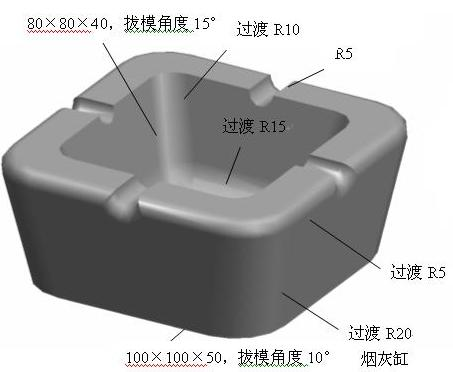 80×80×40，拔模角度 15°
过渡 R10
R5
过渡 R15
过渡 R5
过渡 R20
100×100×50，拔模角度 10°
烟灰缸